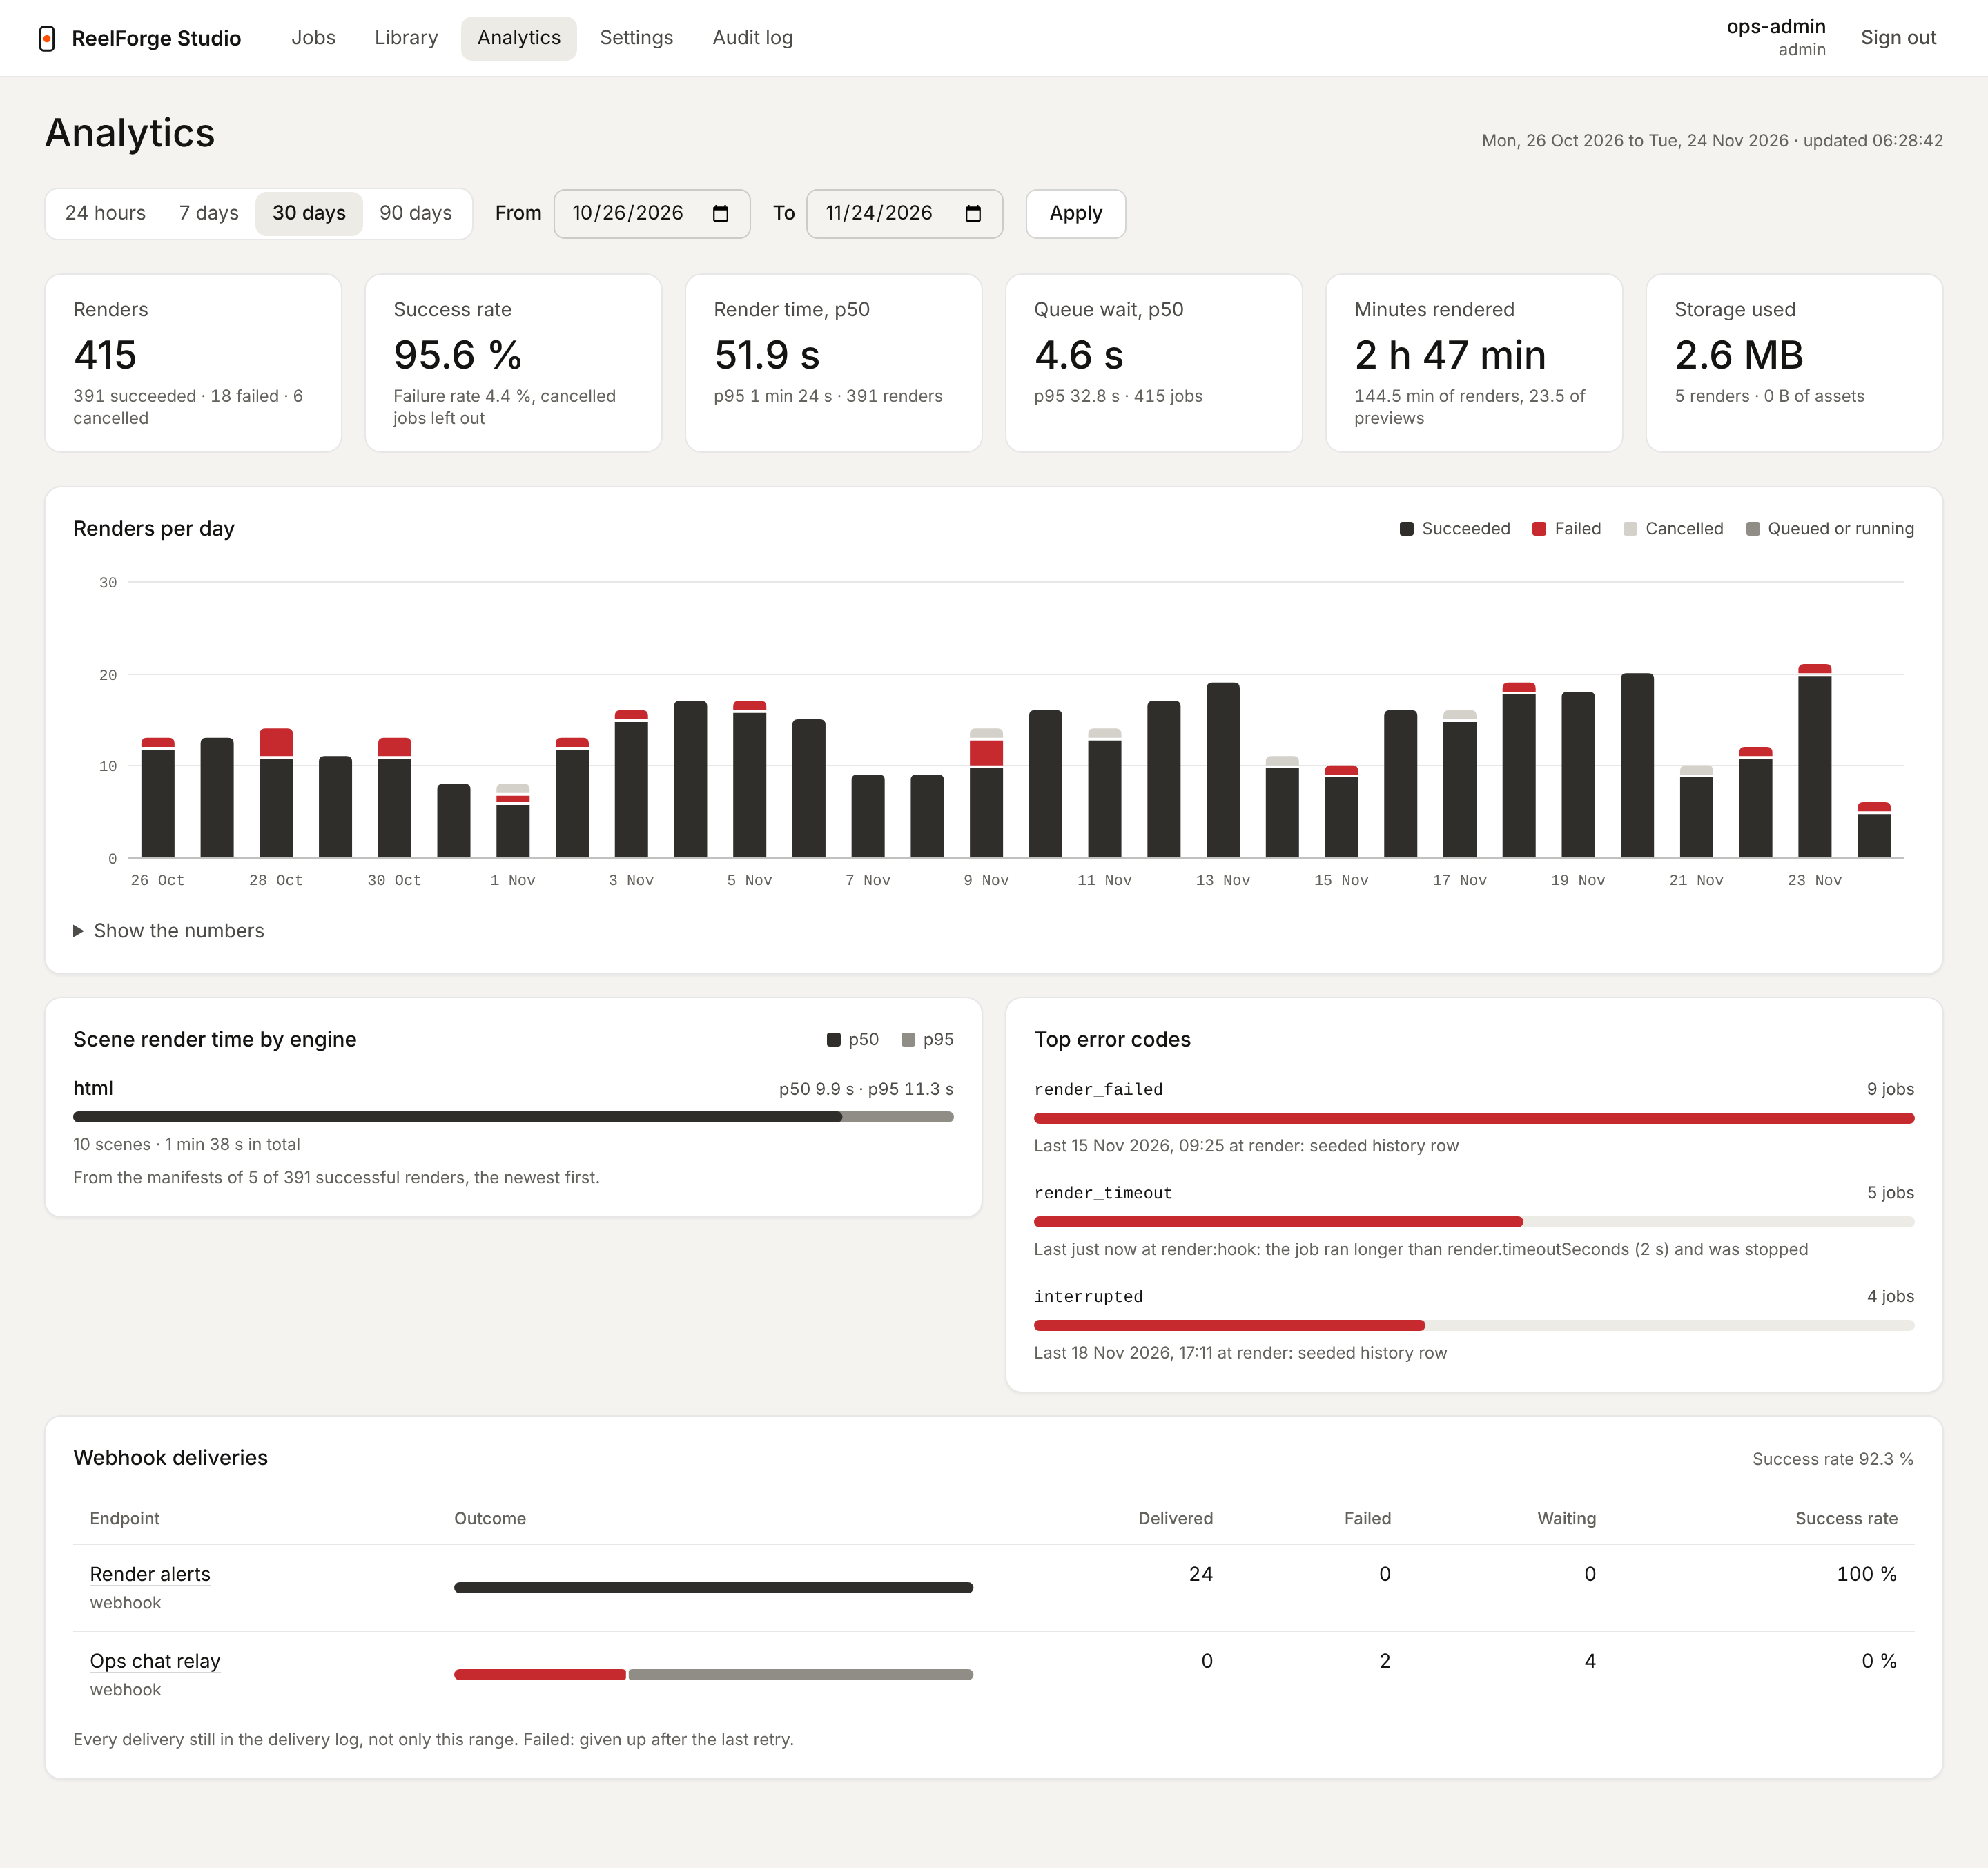 ReelForge Studio
Jobs
Library
Analytics
Settings
Audit log
ops-admin
admin
Sign out
Analytics
Mon, 26 Oct 2026 to Tue, 24 Nov 2026 · updated 06:28:42
24 hours
7 days
30 days
90 days
From
10/26/2026
To
11/24/2026
Apply
Renders
415
391 succeeded · 18 failed · 6
cancelled
Success rate
95.6 %
Failure rate 4.4 %, cancelled
jobs left out
Render time, p50
51.9 s
p95 1 min 24 s · 391 renders
Queue wait, p50
4.6 s
p95 32.8 s · 415 jobs
Minutes rendered
2 h 47 min
144.5 min of renders, 23.5 of
previews
Storage used
2.6 MB
5 renders · 0 B of assets
Renders per day
Succeeded
Failed
Cancelled
Queued or running
30
20
10
0
26 Oct
28 Oct
30 Oct
1 Nov
3 Nov
5 Nov
7 Nov
9 Nov
11 Nov
13 Nov
15 Nov
17 Nov
19 Nov
21 Nov
23 Nov
Show the numbers
Scene render time by engine
p50
p95
html
p50 9.9 s · p95 11.3 s
10 scenes · 1 min 38 s in total
From the manifests of 5 of 391 successful renders, the newest first.
Top error codes
render_failed
9 jobs
Last 15 Nov 2026, 09:25 at render: seeded history row
render_timeout
5 jobs
Last just now at render:hook: the job ran longer than render.timeoutSeconds (2 s) and was stopped
interrupted
4 jobs
Last 18 Nov 2026, 17:11 at render: seeded history row
Webhook deliveries
Success rate 92.3 %
Endpoint
Outcome
Delivered
Failed
Waiting
Success rate
Render alerts
webhook
24
0
0
100 %
Ops chat relay
webhook
0
2
4
0 %
Every delivery still in the delivery log, not only this range. Failed: given up after the last retry.